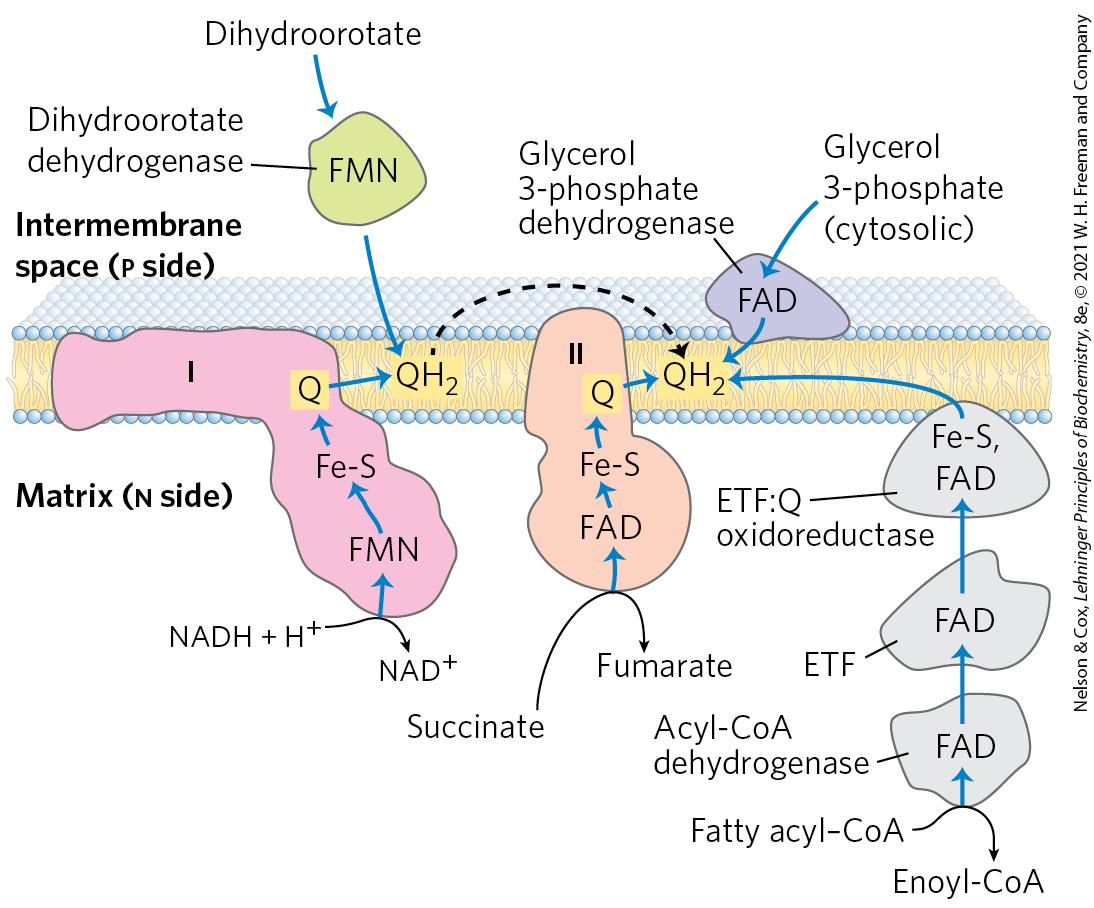 Dihydroorotate
Dihydroorotate
dehydrogenase
FMN
Glycerol
3-phosphate
dehydrogenase
Glycerol
3-phosphate
(cytosolic)
Intermembrane
space (P side)
FAD
I
Q
QH₂
II
Q
QH₂
Fe-S
FMN
NADH + H⁺
NAD⁺
Matrix (N side)
Fe-S
FAD
Succinate
Fumarate
Fe-S,
FAD
ETF:Q
oxidoreductase
FAD
ETF
Acyl-CoA
dehydrogenase
FAD
Fatty acyl–CoA
Enoyl-CoA
Nelson & Cox, Lehninger Principles of Biochemistry, 8e, © 2021 W. H. Freeman and Company